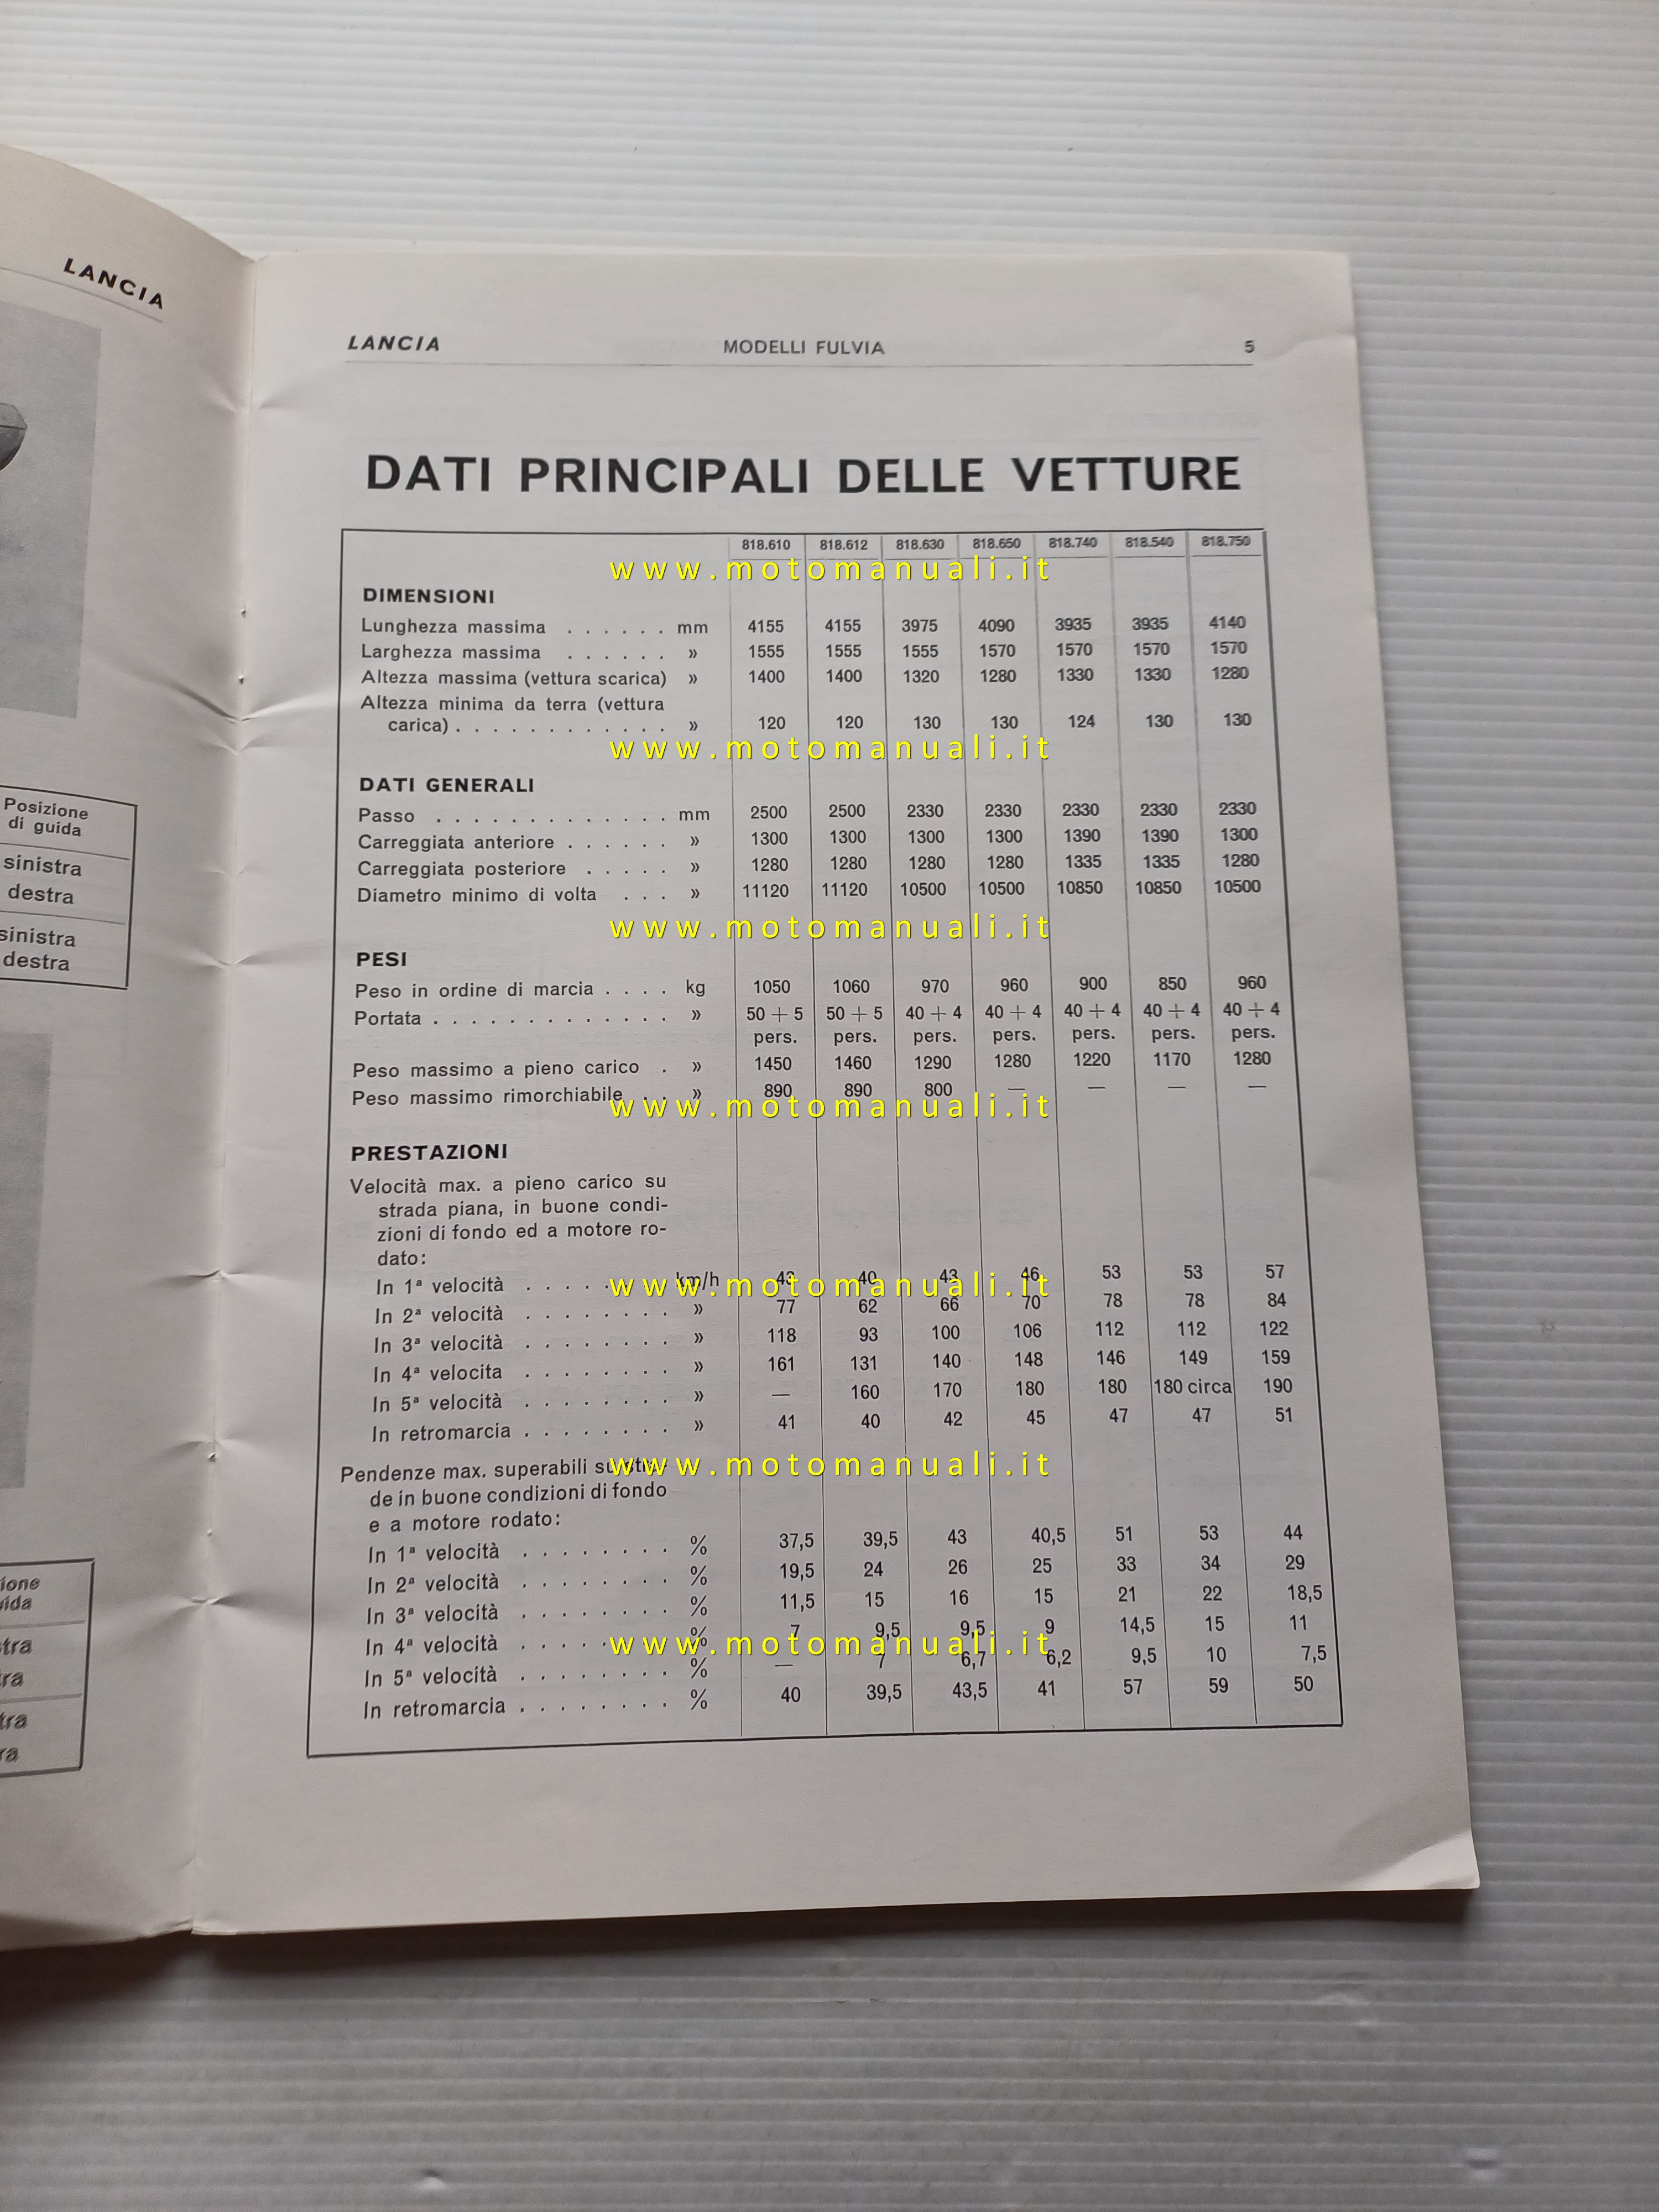 LANCIA
Posizione
di guida
sinistra
destra
sinistra
destra
LANCIA MODELLI FULVIA 5
DATI PRINCIPALI DELLE VETTURE
818.610 818.612 818.630 818.650 818.740 818.540 818.750
www.motomanuali.it
DIMENSIONI
Lunghezza massima . . . . . . mm 4155 4155 3975 4090 3935 3935 4140
Larghezza massima . . . . . . » 1555 1555 1555 1570 1570 1570 1570
Altezza massima (vettura scarica) » 1400 1400 1320 1280 1330 1330 1280
Altezza minima da terra (vettura
carica) . . . . . . . . . . . . » 120 120 130 130 124 130 130
www.motomanuali.it
DATI GENERALI
Passo . . . . . . . . . . . . . mm 2500 2500 2330 2330 2330 2330 2330
Carreggiata anteriore . . . . . . » 1300 1300 1300 1300 1390 1390 1300
Carreggiata posteriore . . . . . » 1280 1280 1280 1280 1335 1335 1280
Diametro minimo di volta . . . » 11120 11120 10500 10500 10850 10850 10500
www.motomanuali.it
PESI
Peso in ordine di marcia . . . . kg 1050 1060 970 960 900 850 960
Portata . . . . . . . . . . . . . » 50 + 5 50 + 5 40 + 4 40 + 4 40 + 4 40 + 4 40 + 4
pers. pers. pers. pers. pers. pers. pers.
Peso massimo a pieno carico . » 1450 1460 1290 1280 1220 1170 1280
Peso massimo rimorchiabile . . » 890 890 800 — — — —
www.motomanuali.it
PRESTAZIONI
Velocità max. a pieno carico su
strada piana, in buone condi-
zioni di fondo ed a motore ro-
dato:
In 1ª velocità . . . . . . . . km/h 43 40 43 46 53 53 57
www.motomanuali.it
In 2ª velocità . . . . . . . . » 77 62 66 70 78 78 84
In 3ª velocità . . . . . . . . » 118 93 100 106 112 112 122
In 4ª velocita . . . . . . . . » 161 131 140 148 146 149 159
In 5ª velocità . . . . . . . . » — 160 170 180 180 180 circa 190
In retromarcia . . . . . . . . » 41 40 42 45 47 47 51
Pendenze max. superabili su stra-
www.motomanuali.it
de in buone condizioni di fondo
e a motore rodato:
In 1ª velocità . . . . . . . . % 37,5 39,5 43 40,5 51 53 44
In 2ª velocità . . . . . . . . % 19,5 24 26 25 33 34 29
In 3ª velocità . . . . . . . . % 11,5 15 16 15 21 22 18,5
In 4ª velocità . . . . . . . . % 7 9,5 9,5 9 14,5 15 11
www.motomanuali.it
In 5ª velocità . . . . . . . . % — 7 6,7 6,2 9,5 10 7,5
In retromarcia . . . . . . . . % 40 39,5 43,5 41 57 59 50